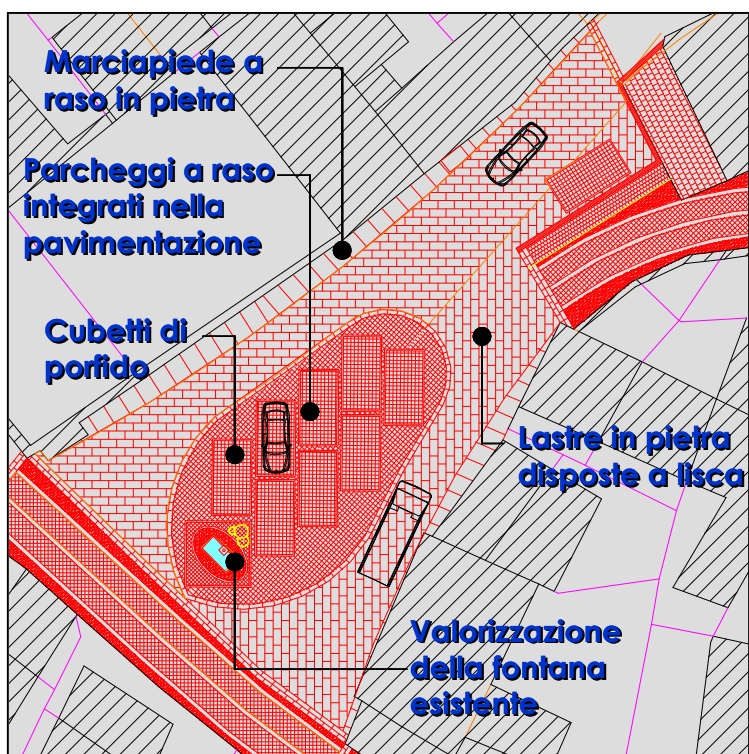 Marciapiede a
raso in pietra
Parcheggi a raso
integrati nella
pavimentazione
Cubetti di
porfido
Lastre in pietra
disposte a lisca
Valorizzazione
della fontana
esistente